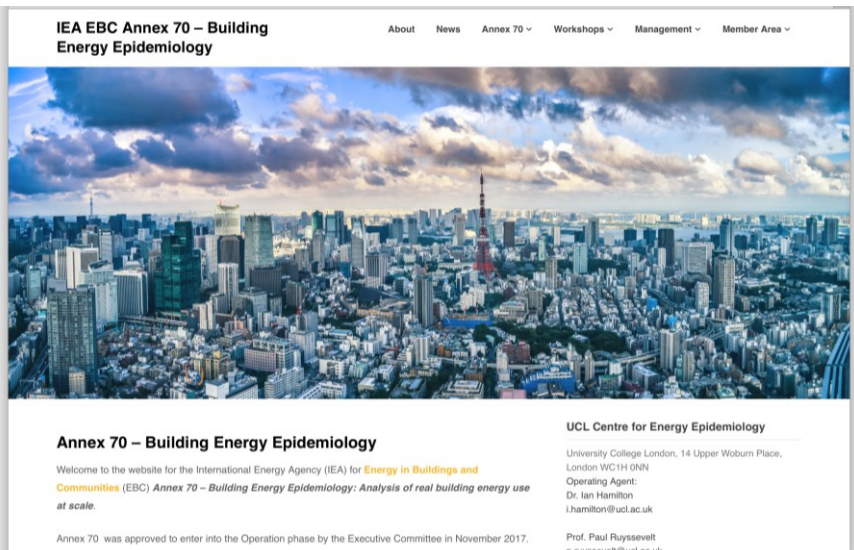 IEA EBC Annex 70 – Building
Energy Epidemiology
About News Annex 70 Workshops Management Member Area
Annex 70 – Building Energy Epidemiology
Welcome to the website for the International Energy Agency (IEA) for Energy in Buildings and
Communities (EBC) Annex 70 – Building Energy Epidemiology: Analysis of real building energy use
at scale.
Annex 70 was approved to enter into the Operation phase by the Executive Committee in November 2017.
UCL Centre for Energy Epidemiology
University College London, 14 Upper Woburn Place,
London WC1H 0NN
Operating Agent:
Dr. Ian Hamilton
i.hamilton@ucl.ac.uk
Prof. Paul Ruyssevelt